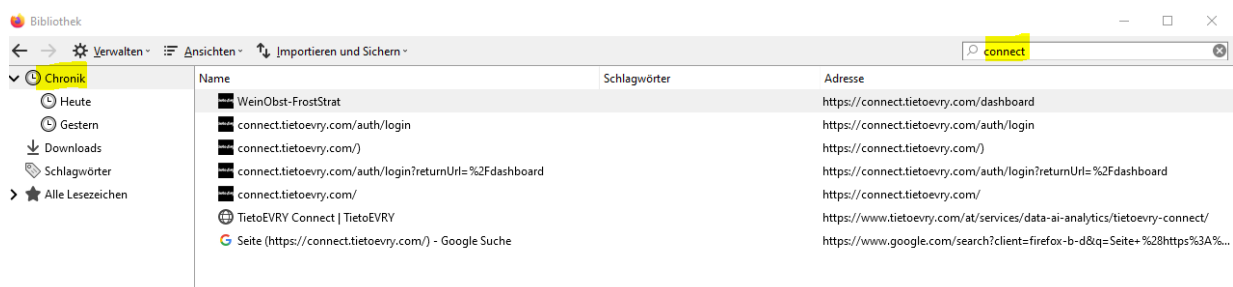 Bibliothek
Verwalten Ansichten Importieren und Sichern connect
Chronik Name Schlagwörter Adresse
Heute WeinObst-FrostStrat https://connect.tietoevry.com/dashboard
Gestern connect.tietoevry.com/auth/login https://connect.tietoevry.com/auth/login
Downloads connect.tietoevry.com/) https://connect.tietoevry.com/)
Schlagwörter connect.tietoevry.com/auth/login?returnUrl=%2Fdashboard https://connect.tietoevry.com/auth/login?returnUrl=%2Fdashboard
Alle Lesezeichen connect.tietoevry.com/ https://connect.tietoevry.com/
TietoEVRY Connect | TietoEVRY https://www.tietoevry.com/at/services/data-ai-analytics/tietoevry-connect/
Seite (https://connect.tietoevry.com/) - Google Suche https://www.google.com/search?client=firefox-b-d&q=Seite+%28https%3A%...